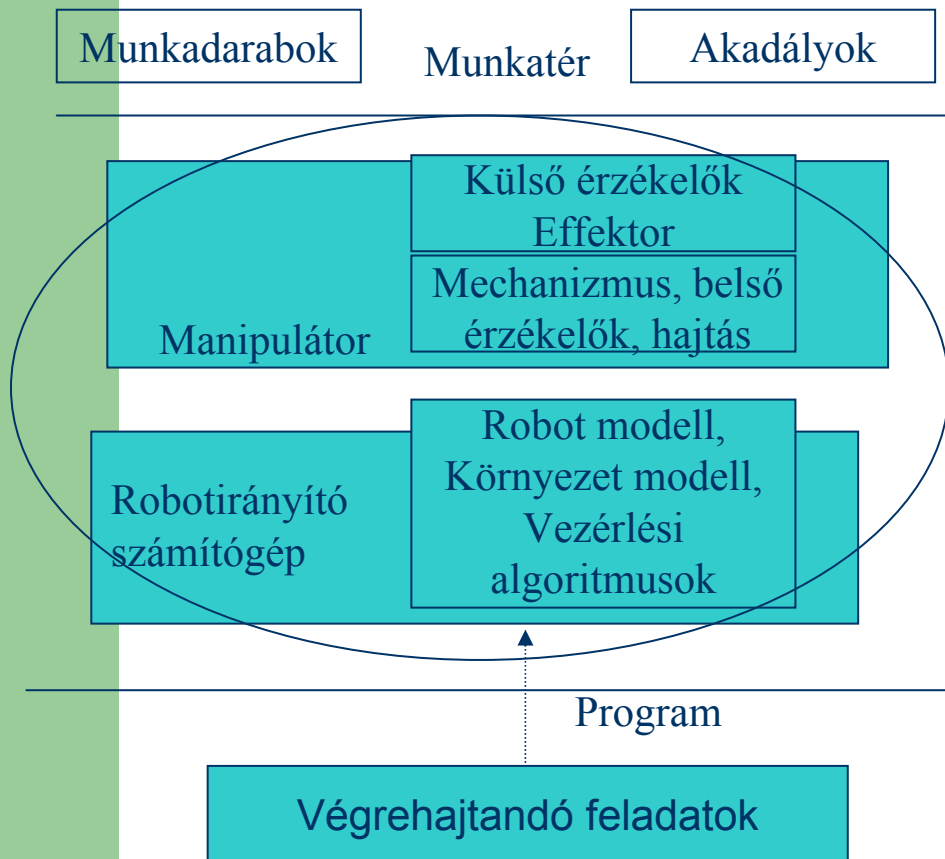 Munkadarabok
Munkatér
Akadályok
Külső érzékelők
Effektor
Mechanizmus, belső
érzékelők, hajtás
Manipulátor
Robot modell,
Környezet modell,
Vezérlési
algoritmusok
Robotirányító
számítógép
Program
Végrehajtandó feladatok